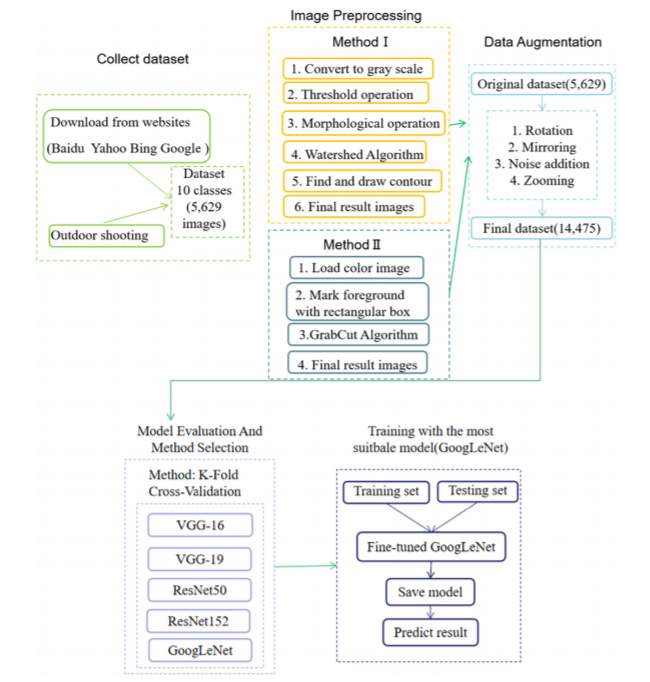 Collect dataset
Download from websites
(Baidu Yahoo Bing Google )
Dataset
10 classes
(5,629
images)
Outdoor shooting
Image Preprocessing
Method I
1. Convert to gray scale
2. Threshold operation
3. Morphological operation
4. Watershed Algorithm
5. Find and draw contour
6. Final result images
Method II
1. Load color image
2. Mark foreground
with rectangular box
3.GrabCut Algorithm
4. Final result images
Data Augmentation
Original dataset(5,629)
1. Rotation
2. Mirroring
3. Noise addition
4. Zooming
Final dataset(14,475)
Model Evaluation And
Method Selection
Method: K-Fold
Cross-Validation
VGG-16
VGG-19
ResNet50
ResNet152
GoogLeNet
Training with the most
suitbale model(GoogLeNet)
Training set
Testing set
Fine-tuned GoogLeNet
Save model
Predict result